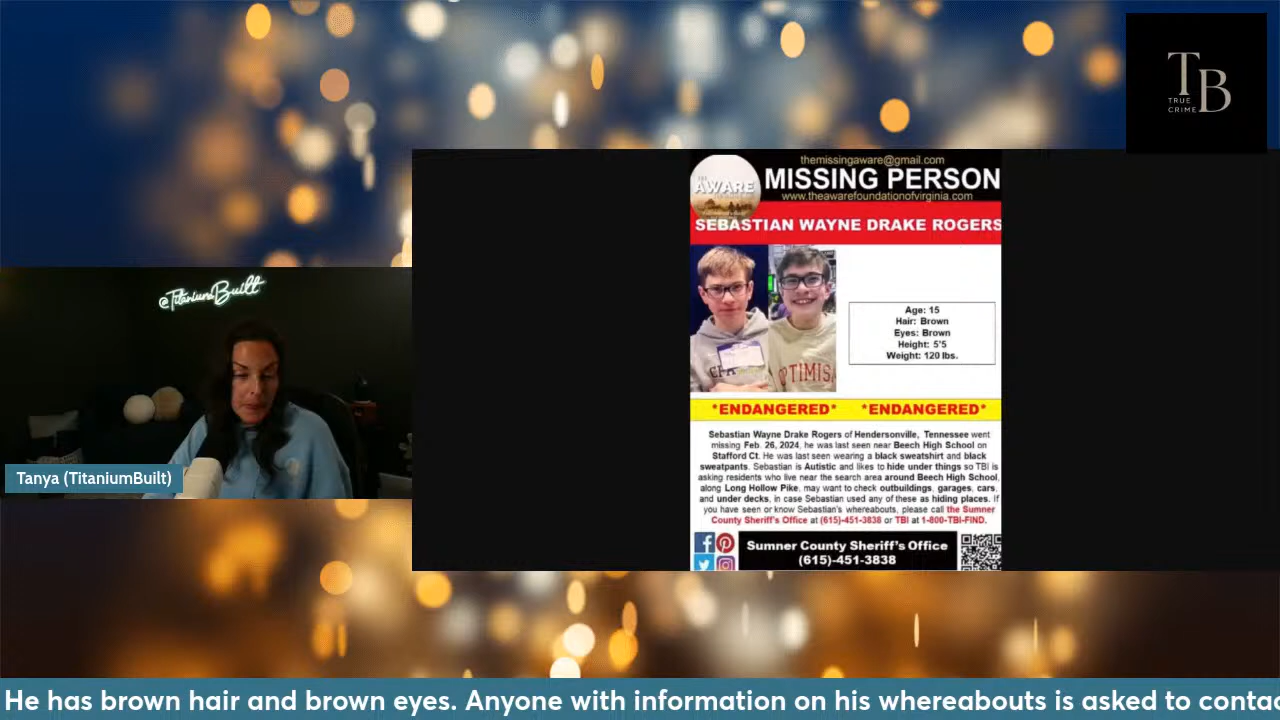 TB
TRUE
CRIME
themissingaware@gmail.com
AWARE
MISSING PERSON
www.theawarefoundationofvirginia.com
SEBASTIAN WAYNE DRAKE ROGERS
Age: 15
Hair: Brown
Eyes: Brown
Height: 5'5
Weight: 120 lbs.
*ENDANGERED* *ENDANGERED*
Sebastian Wayne Drake Rogers of Hendersonville, Tennessee went
missing Feb. 26, 2024, he was last seen near Beech High School on
Stafford Ct. He was last seen wearing a black sweatshirt and black
sweatpants. Sebastian is Autistic and likes to hide under things so TBI is
asking residents who live near the search area around Beech High School,
along Long Hollow Pike, may want to check outbuildings, garages, cars,
and under decks, in case Sebastian used any of these as hiding places. If
you have seen or know Sebastian's whereabouts, please call the Sumner
County Sheriff's Office at (615)-451-3838 or TBI at 1-800-TBI-FIND.
Sumner County Sheriff's Office
(615)-451-3838
@TitaniumBuilt
Tanya (TitaniumBuilt)
He has brown hair and brown eyes. Anyone with information on his whereabouts is asked to contac